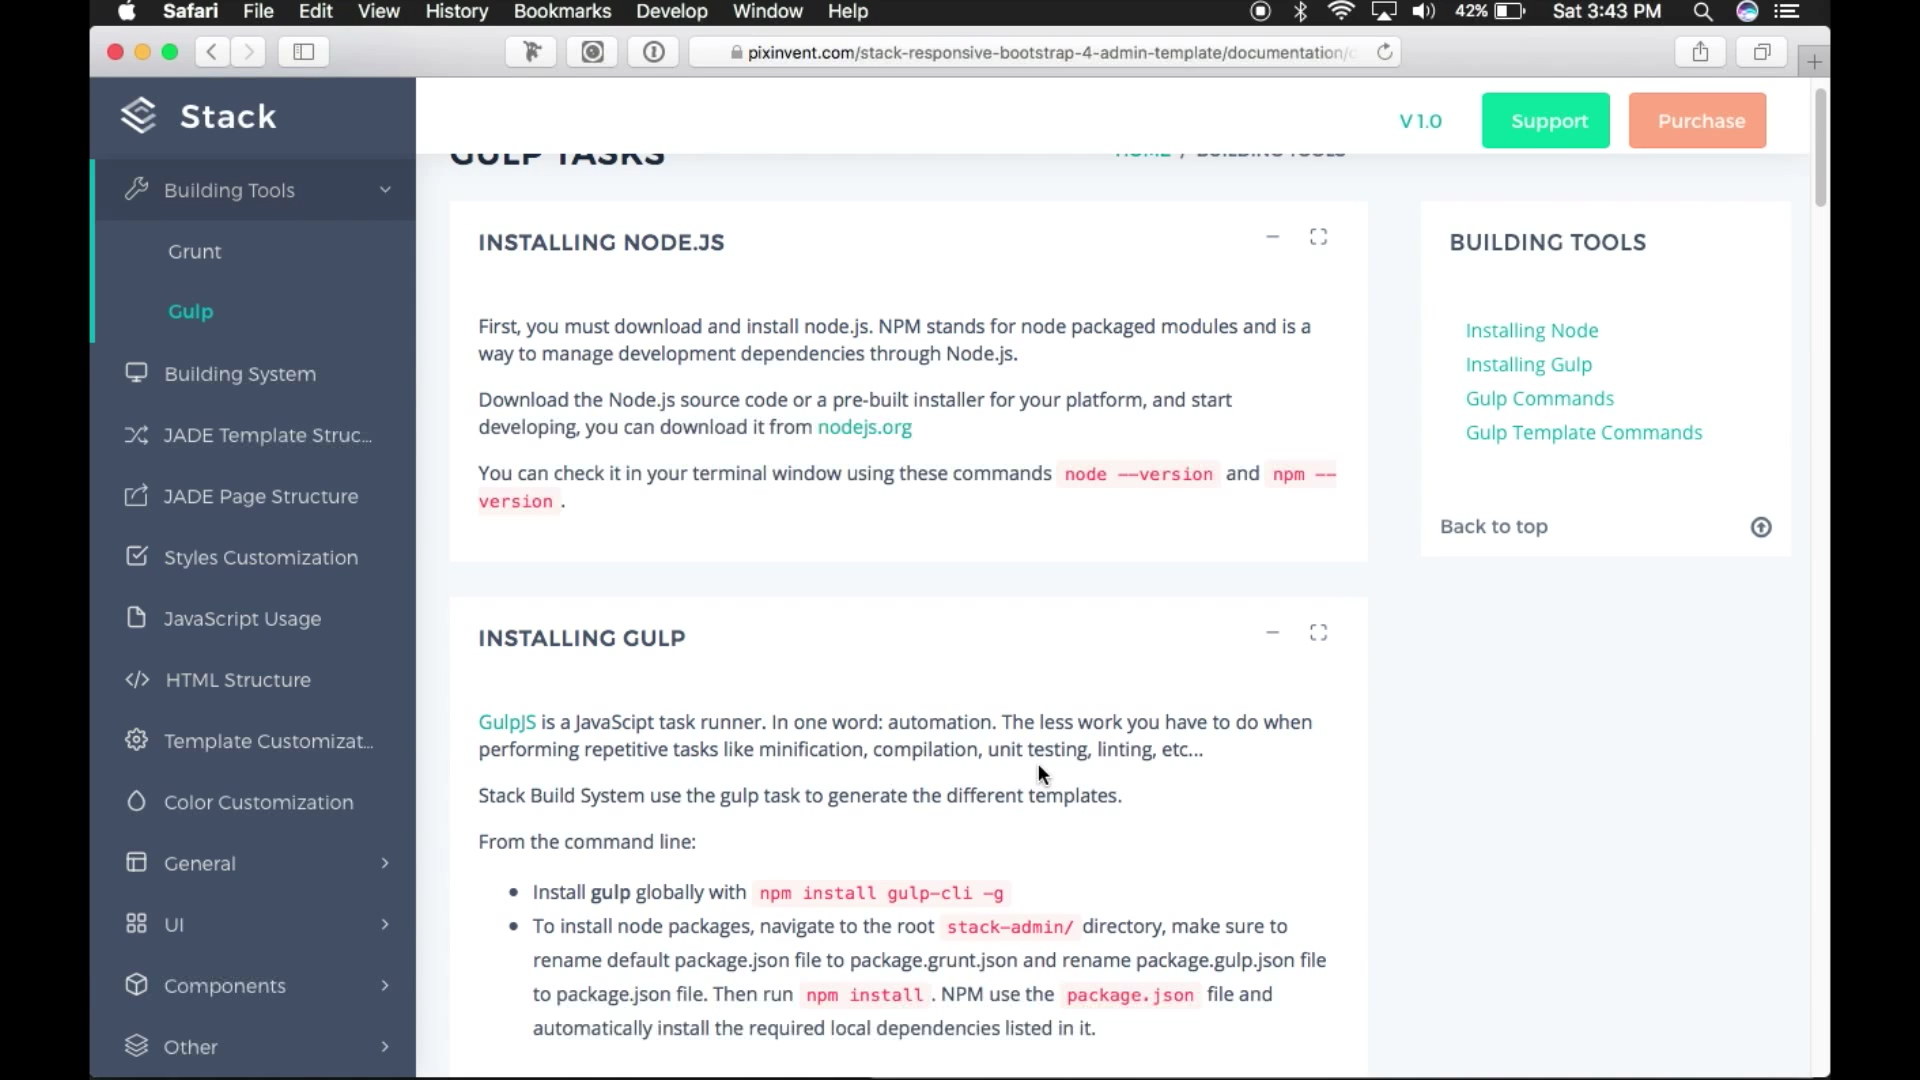 Safari File Edit View History Bookmarks Develop Window Help 42% Sat 3:43 PM
pixinvent.com/stack-responsive-bootstrap-4-admin-template/documentation/
Stack
V 1.0 Support Purchase
GULP TASKS
HOME / BUILDING TOOLS
Building Tools
Grunt
Gulp
Building System
JADE Template Struc...
JADE Page Structure
Styles Customization
JavaScript Usage
HTML Structure
Template Customizat...
Color Customization
General
UI
Components
Other
INSTALLING NODE.JS
First, you must download and install node.js. NPM stands for node packaged modules and is a
way to manage development dependencies through Node.js.
Download the Node.js source code or a pre-built installer for your platform, and start
developing, you can download it from nodejs.org
You can check it in your terminal window using these commands node --version and npm --
version .
INSTALLING GULP
GulpJS is a JavaScipt task runner. In one word: automation. The less work you have to do when
performing repetitive tasks like minification, compilation, unit testing, linting, etc...
Stack Build System use the gulp task to generate the different templates.
From the command line:
• Install gulp globally with npm install gulp-cli -g
• To install node packages, navigate to the root stack-admin/ directory, make sure to
rename default package.json file to package.grunt.json and rename package.gulp.json file
to package.json file. Then run npm install . NPM use the package.json file and
automatically install the required local dependencies listed in it.
BUILDING TOOLS
Installing Node
Installing Gulp
Gulp Commands
Gulp Template Commands
Back to top